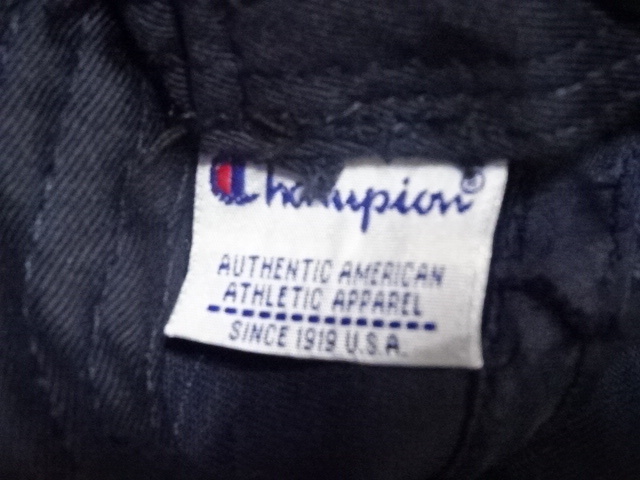 Champion®
AUTHENTIC AMERICAN
ATHLETIC APPAREL
SINCE 1919 U.S.A.